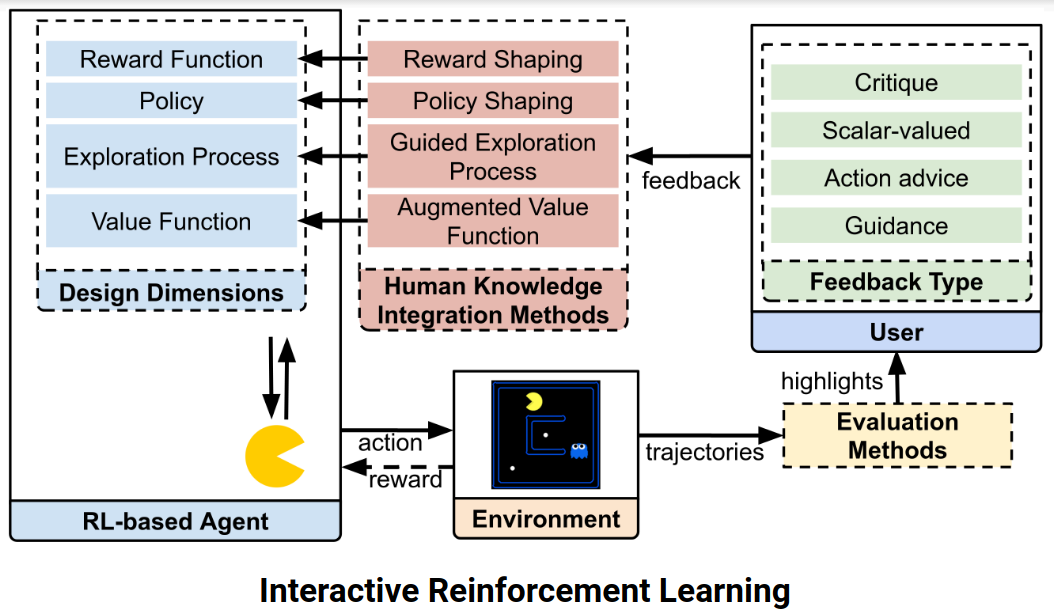 Reward Function
Policy
Exploration Process
Value Function
Design Dimensions
Reward Shaping
Policy Shaping
Guided Exploration
Process
Augmented Value
Function
Human Knowledge
Integration Methods
feedback
Critique
Scalar-valued
Action advice
Guidance
Feedback Type
User
highlights
Evaluation
Methods
trajectories
action
reward
RL-based Agent
Environment
Interactive Reinforcement Learning